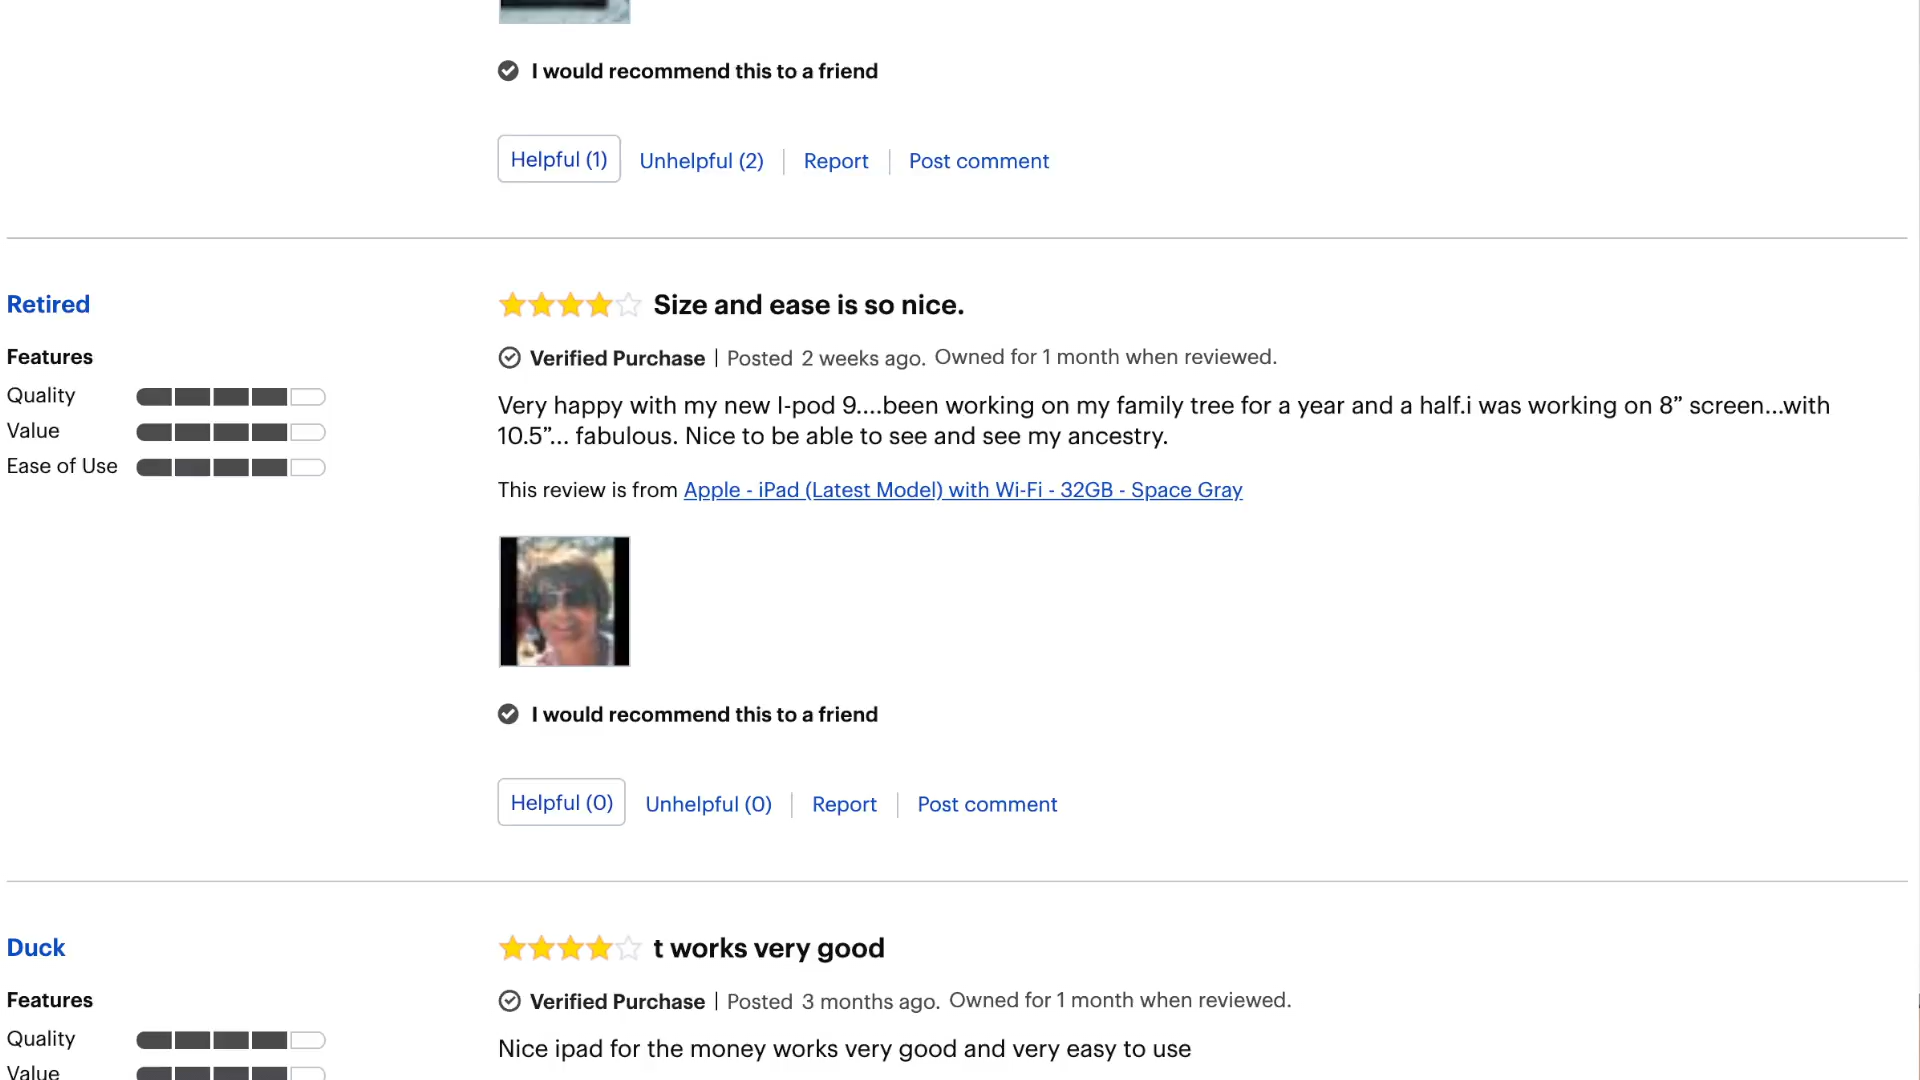 I would recommend this to a friend
Helpful (1) Unhelpful (2) Report Post comment
Retired
Features
Quality
Value
Ease of Use
Size and ease is so nice.
Verified Purchase | Posted 2 weeks ago. Owned for 1 month when reviewed.
Very happy with my new I-pod 9....been working on my family tree for a year and a half.i was working on 8” screen...with
10.5”... fabulous. Nice to be able to see and see my ancestry.
This review is from Apple - iPad (Latest Model) with Wi-Fi - 32GB - Space Gray
I would recommend this to a friend
Helpful (0) Unhelpful (0) Report Post comment
Duck
Features
Quality
Value
t works very good
Verified Purchase | Posted 3 months ago. Owned for 1 month when reviewed.
Nice ipad for the money works very good and very easy to use